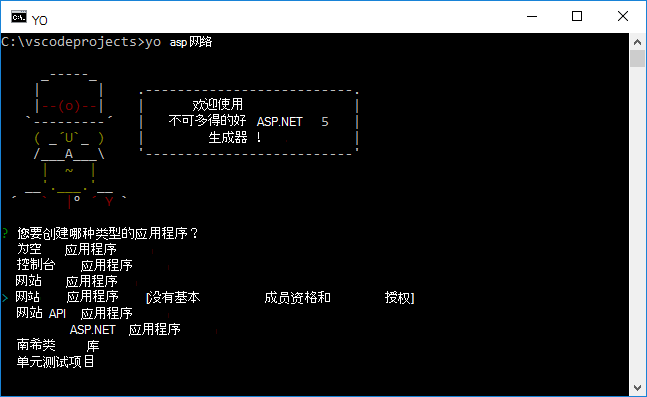 YO
C:\vscodeprojects>yo asp网络
欢迎使用
不可多得的好 ASP.NET 5
生成器 !
? 您要创建哪种类型的应用程序？
为空 应用程序
控制台 应用程序
网站 应用程序
> 网站 应用程序 [没有基本 成员资格和 授权]
网站 API 应用程序
ASP.NET 应用程序
南希类 库
单元测试项目